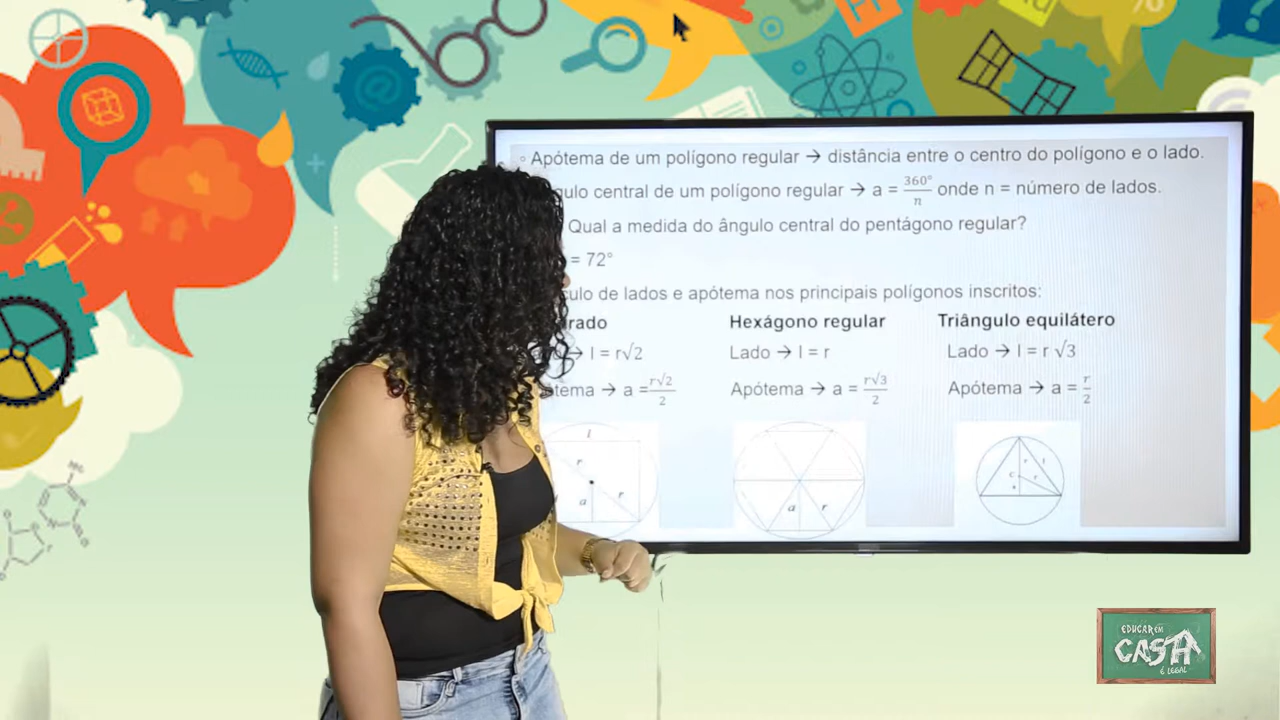 ◦ Apótema de um polígono regular → distância entre o centro do polígono e o lado.
gulo central de um polígono regular → a = 360°/n onde n = número de lados.
Qual a medida do ângulo central do pentágono regular?
= 72°
culo de lados e apótema nos principais polígonos inscritos:
rado Hexágono regular Triângulo equilátero
→ l = r√2 Lado → l = r Lado → l = r √3
tema → a = r√2/2 Apótema → a = r√3/2 Apótema → a = r/2
l
r
a r
a r
EDUCAR EM
CASA
É LEGAL